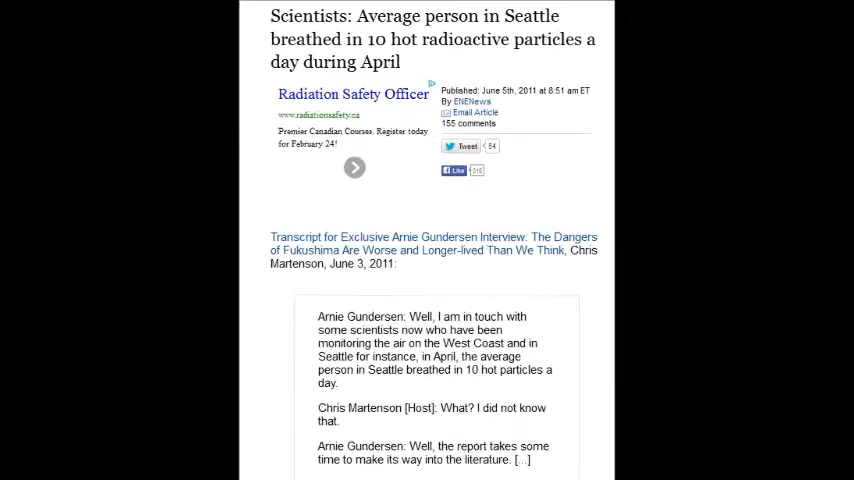 Scientists: Average person in Seattle
breathed in 10 hot radioactive particles a
day during April
Radiation Safety Officer
www.radiationsafety.ca
Premier Canadian Courses. Register today
for February 24!
Published: June 5th, 2011 at 8:51 am ET
By ENENews
Email Article
155 comments
Tweet 54
Like 316
Transcript for Exclusive Arnie Gundersen Interview: The Dangers
of Fukushima Are Worse and Longer-lived Than We Think, Chris
Martenson, June 3, 2011:
Arnie Gundersen: Well, I am in touch with
some scientists now who have been
monitoring the air on the West Coast and in
Seattle for instance, in April, the average
person in Seattle breathed in 10 hot particles a
day.
Chris Martenson [Host]: What? I did not know
that.
Arnie Gundersen: Well, the report takes some
time to make its way into the literature. [...]